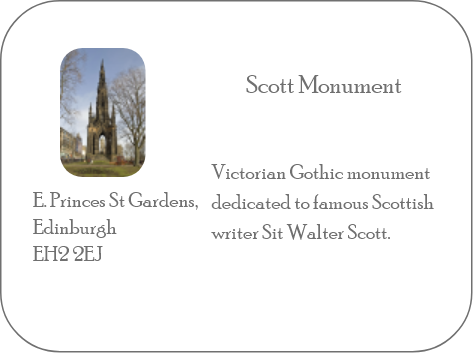 Scott Monument
Victorian Gothic monument
dedicated to famous Scottish
writer Sit Walter Scott.
E. Princes St Gardens,
Edinburgh
EH2 2EJ